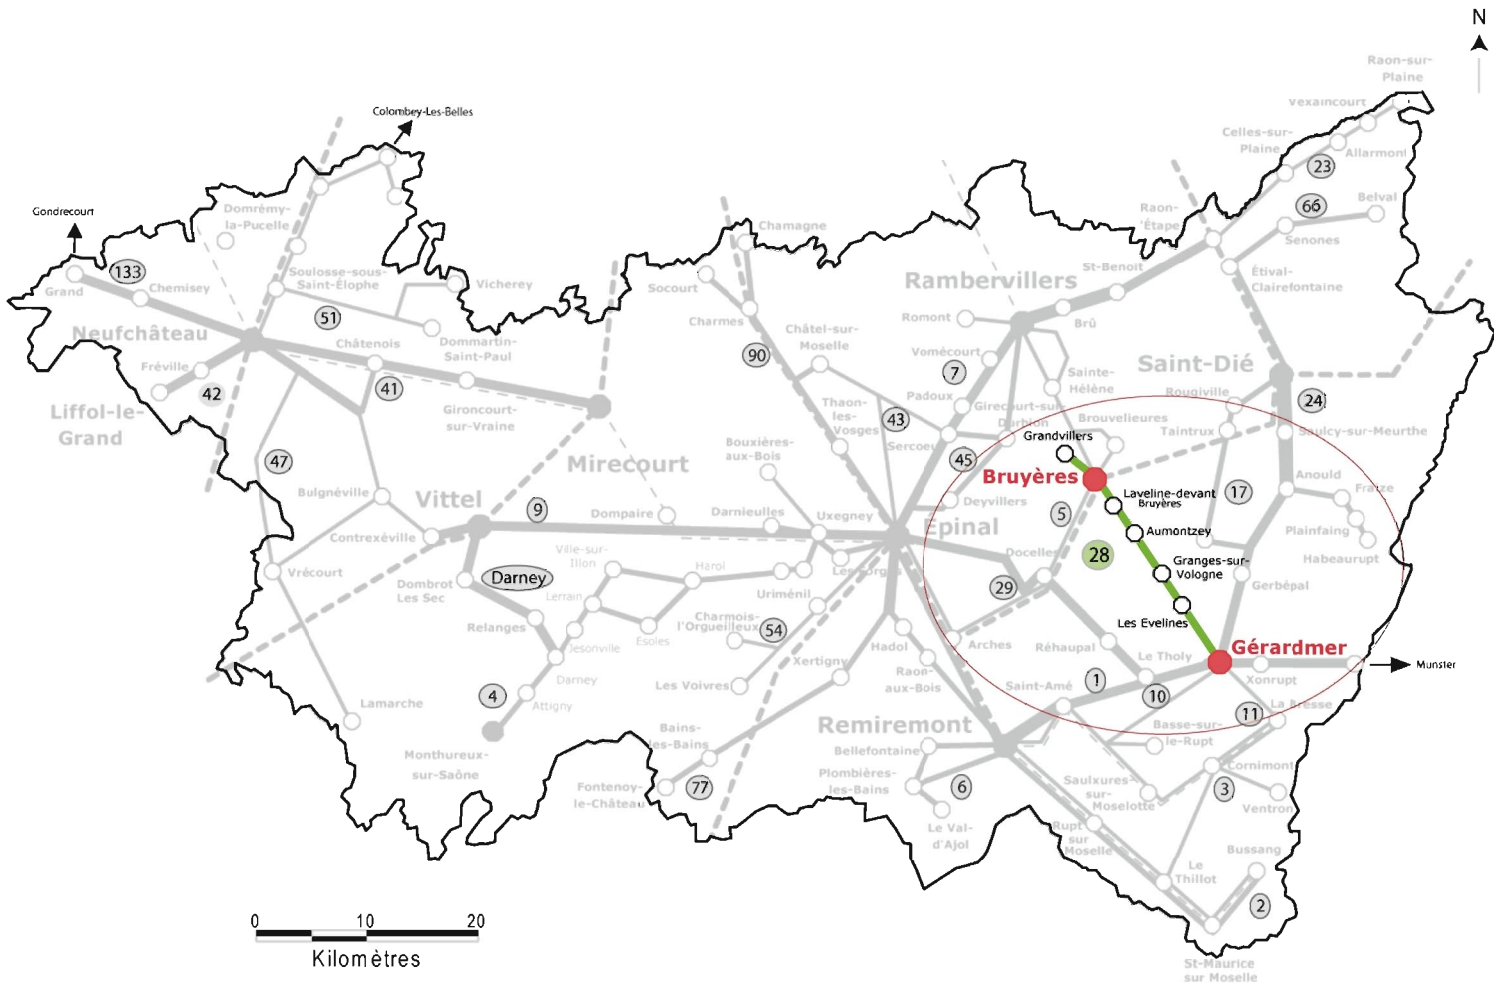 N
Raon-sur-
Plaine
Vexaincourt
Colombey-Les-Belles
Celles-sur-
Plaine
Allarmont
23
Belval
66
Senones
Raon-
Étape
Gondrecourt
Domrémy-
la-Pucelle
Chamagne
St-Benoît
Étival-
Clairefontaine
Rambervillers
133
Grand
Chemisey
Soulosse-sous-
Saint-Élophe
Vicherey
Socourt
Romont
Brû
Neufchâteau
51
Charmes
Châtel-sur-
Moselle
Châtenois
Dommartin-
Saint-Paul
90
Vomécourt
Sainte-
Hélène
Saint-Dié
Fréville
42
41
7
Rougiville
Liffol-le-
Grand
Gironcourt-
sur-Vraine
Thaon-
les-
Vosges
43
Padoux
Girecourt-sur-
Durbion
Brouvelieures
24
Taintrux
Saulcy-sur-Meurthe
Sercoeur
Grandvillers
Bouxières-
aux-Bois
47
Mirecourt
45
Bruyères
Anould
Fraize
17
Bulgnéville
Vittel
9
Dompaire
Darnieulles
Uxegney
Deyvillers
5
Laveline-devant
Bruyères
Plainfaing
Habeaurupt
Épinal
Aumontzey
Contrexéville
Ville-sur-
Illon
Harol
Les Forges
Docelles
28
Granges-sur-
Vologne
Vrécourt
Darney
Dombrot
Les Sec
29
Gerbépal
Lerrain
Uriménil
Les Evelines
Relanges
Esoles
Charmois-
l'Orgueilleux
54
Jesonville
Hadol
Arches
Réhaupal
Le Tholy
Gérardmer
Munster
Xertigny
Raon-
aux-Bois
Xonrupt
Darney
4
Attigny
Les Voivres
Saint-Amé
1
10
11
La Bresse
Lamarche
Remiremont
Basse-sur-
le-Rupt
Bains-
les-Bains
Bellefontaine
Monthureux-
sur-Saône
Plombières-
les-Bains
6
Cornimont
Fontenoy-
le-Château
77
Saulxures-
sur-
Moselotte
3
Ventron
Le Val-
d'Ajol
Rupt
sur
Moselle
Bussang
Le
Thillot
2
St-Maurice
sur Moselle
0 10 20
Kilomètres